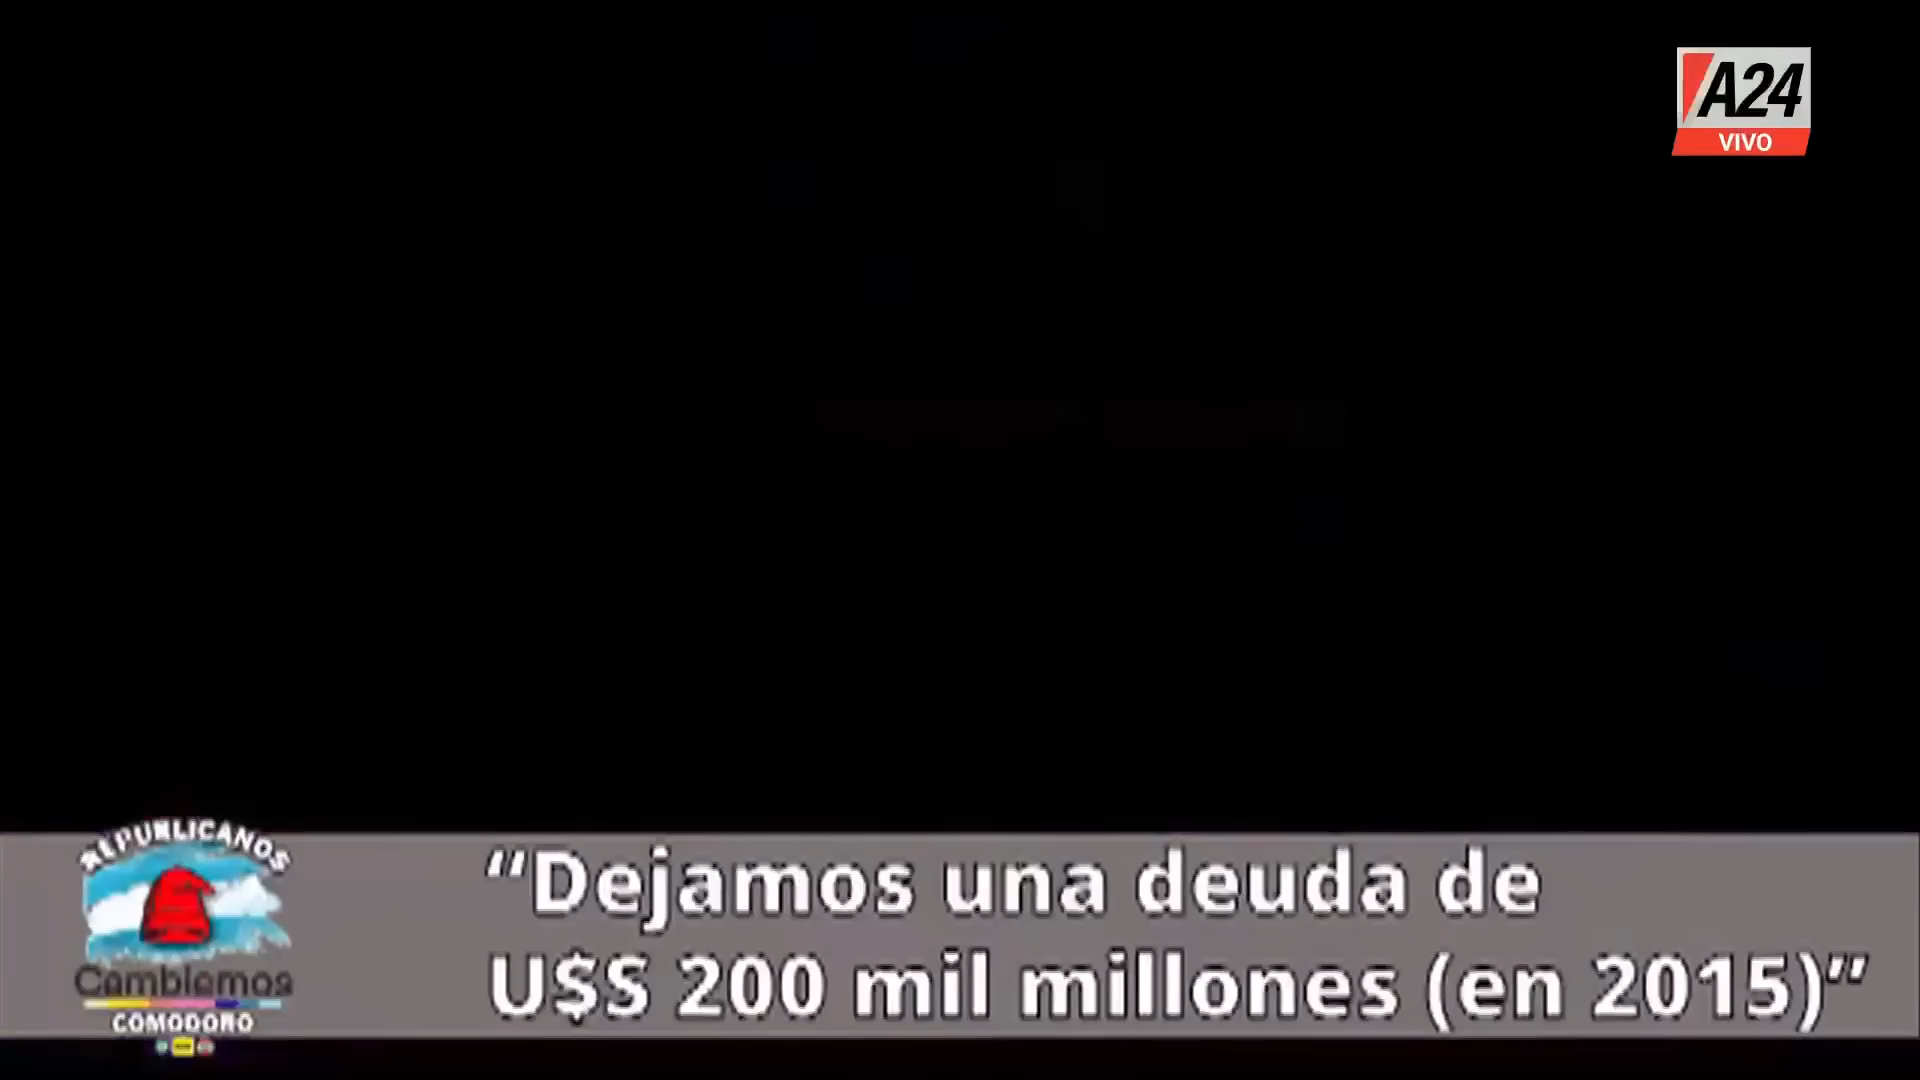 A24
VIVO
REPUBLICANOS
“Dejamos una deuda de
U$S 200 mil millones (en 2015)”
Cambiemos
COMODORO